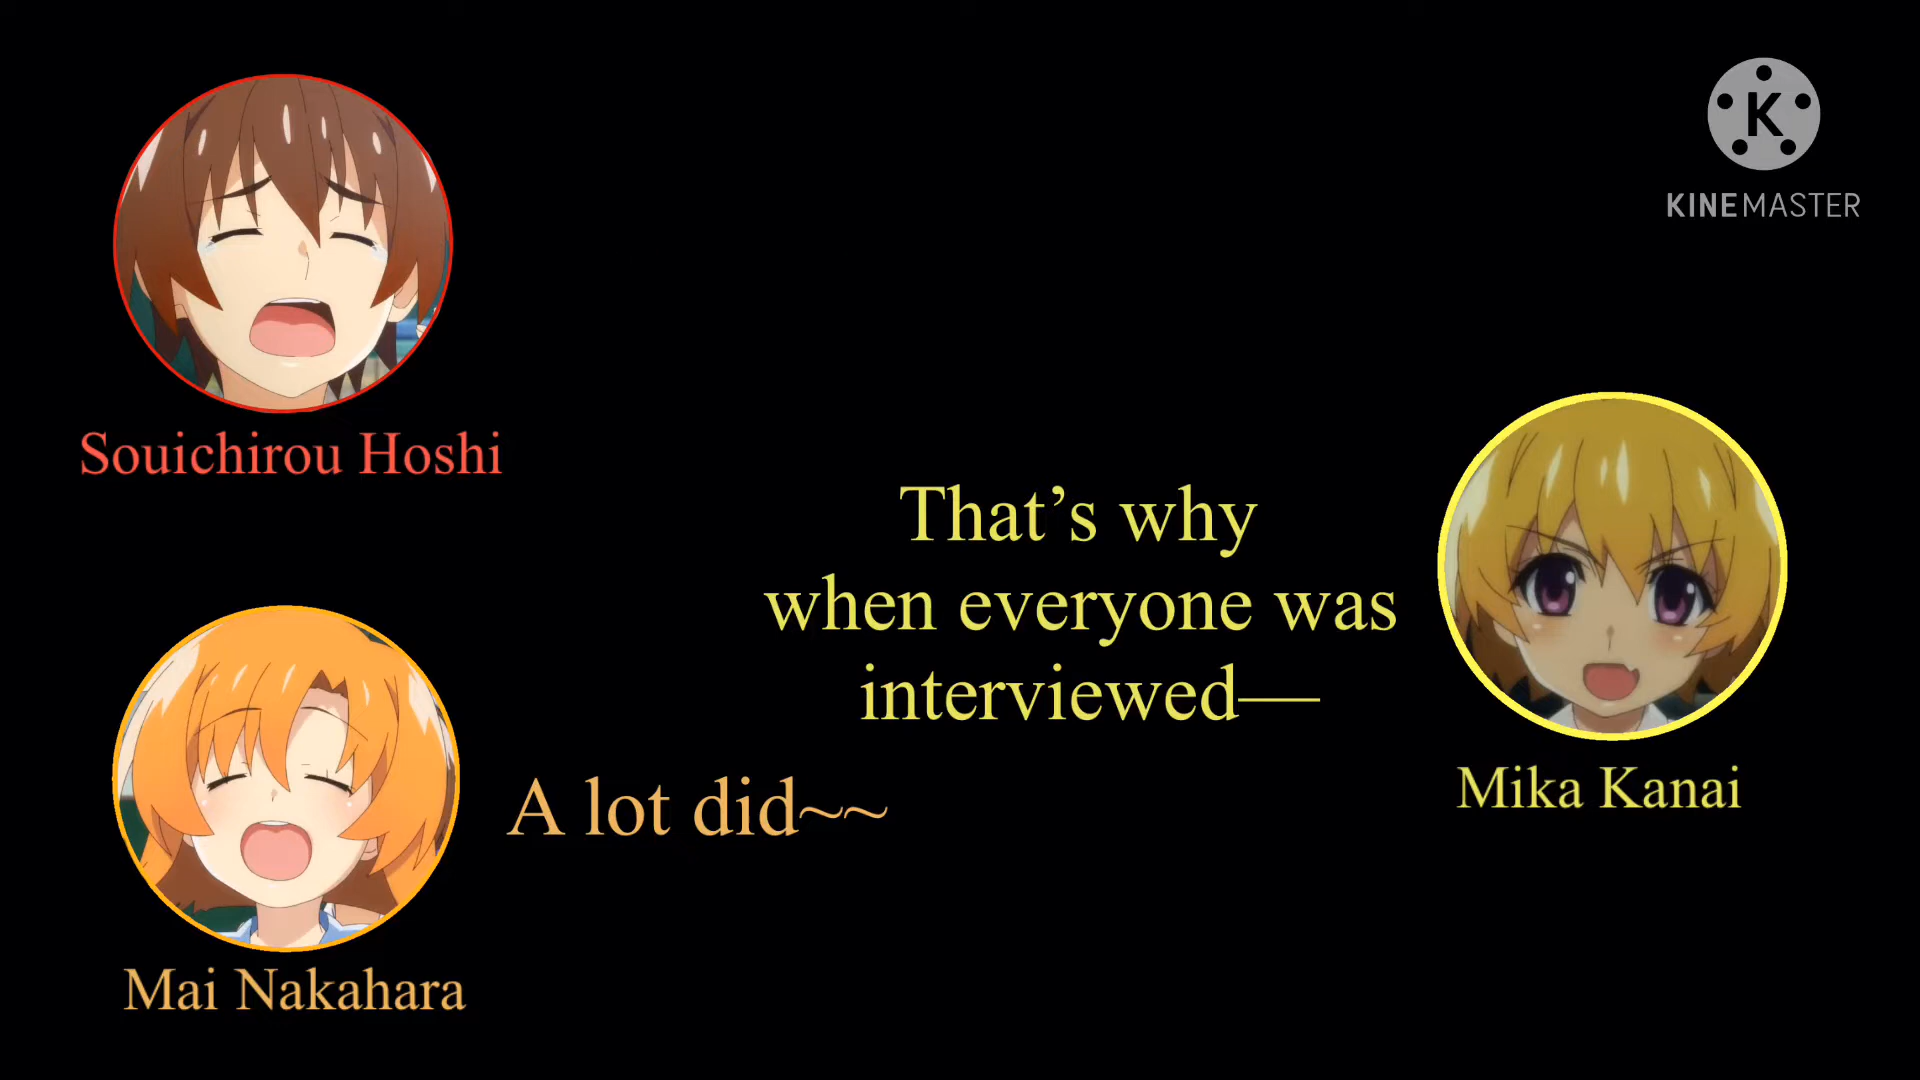 K
KINEMASTER
Souichirou Hoshi
That’s why
when everyone was
interviewed—
Mika Kanai
A lot did~~
Mai Nakahara